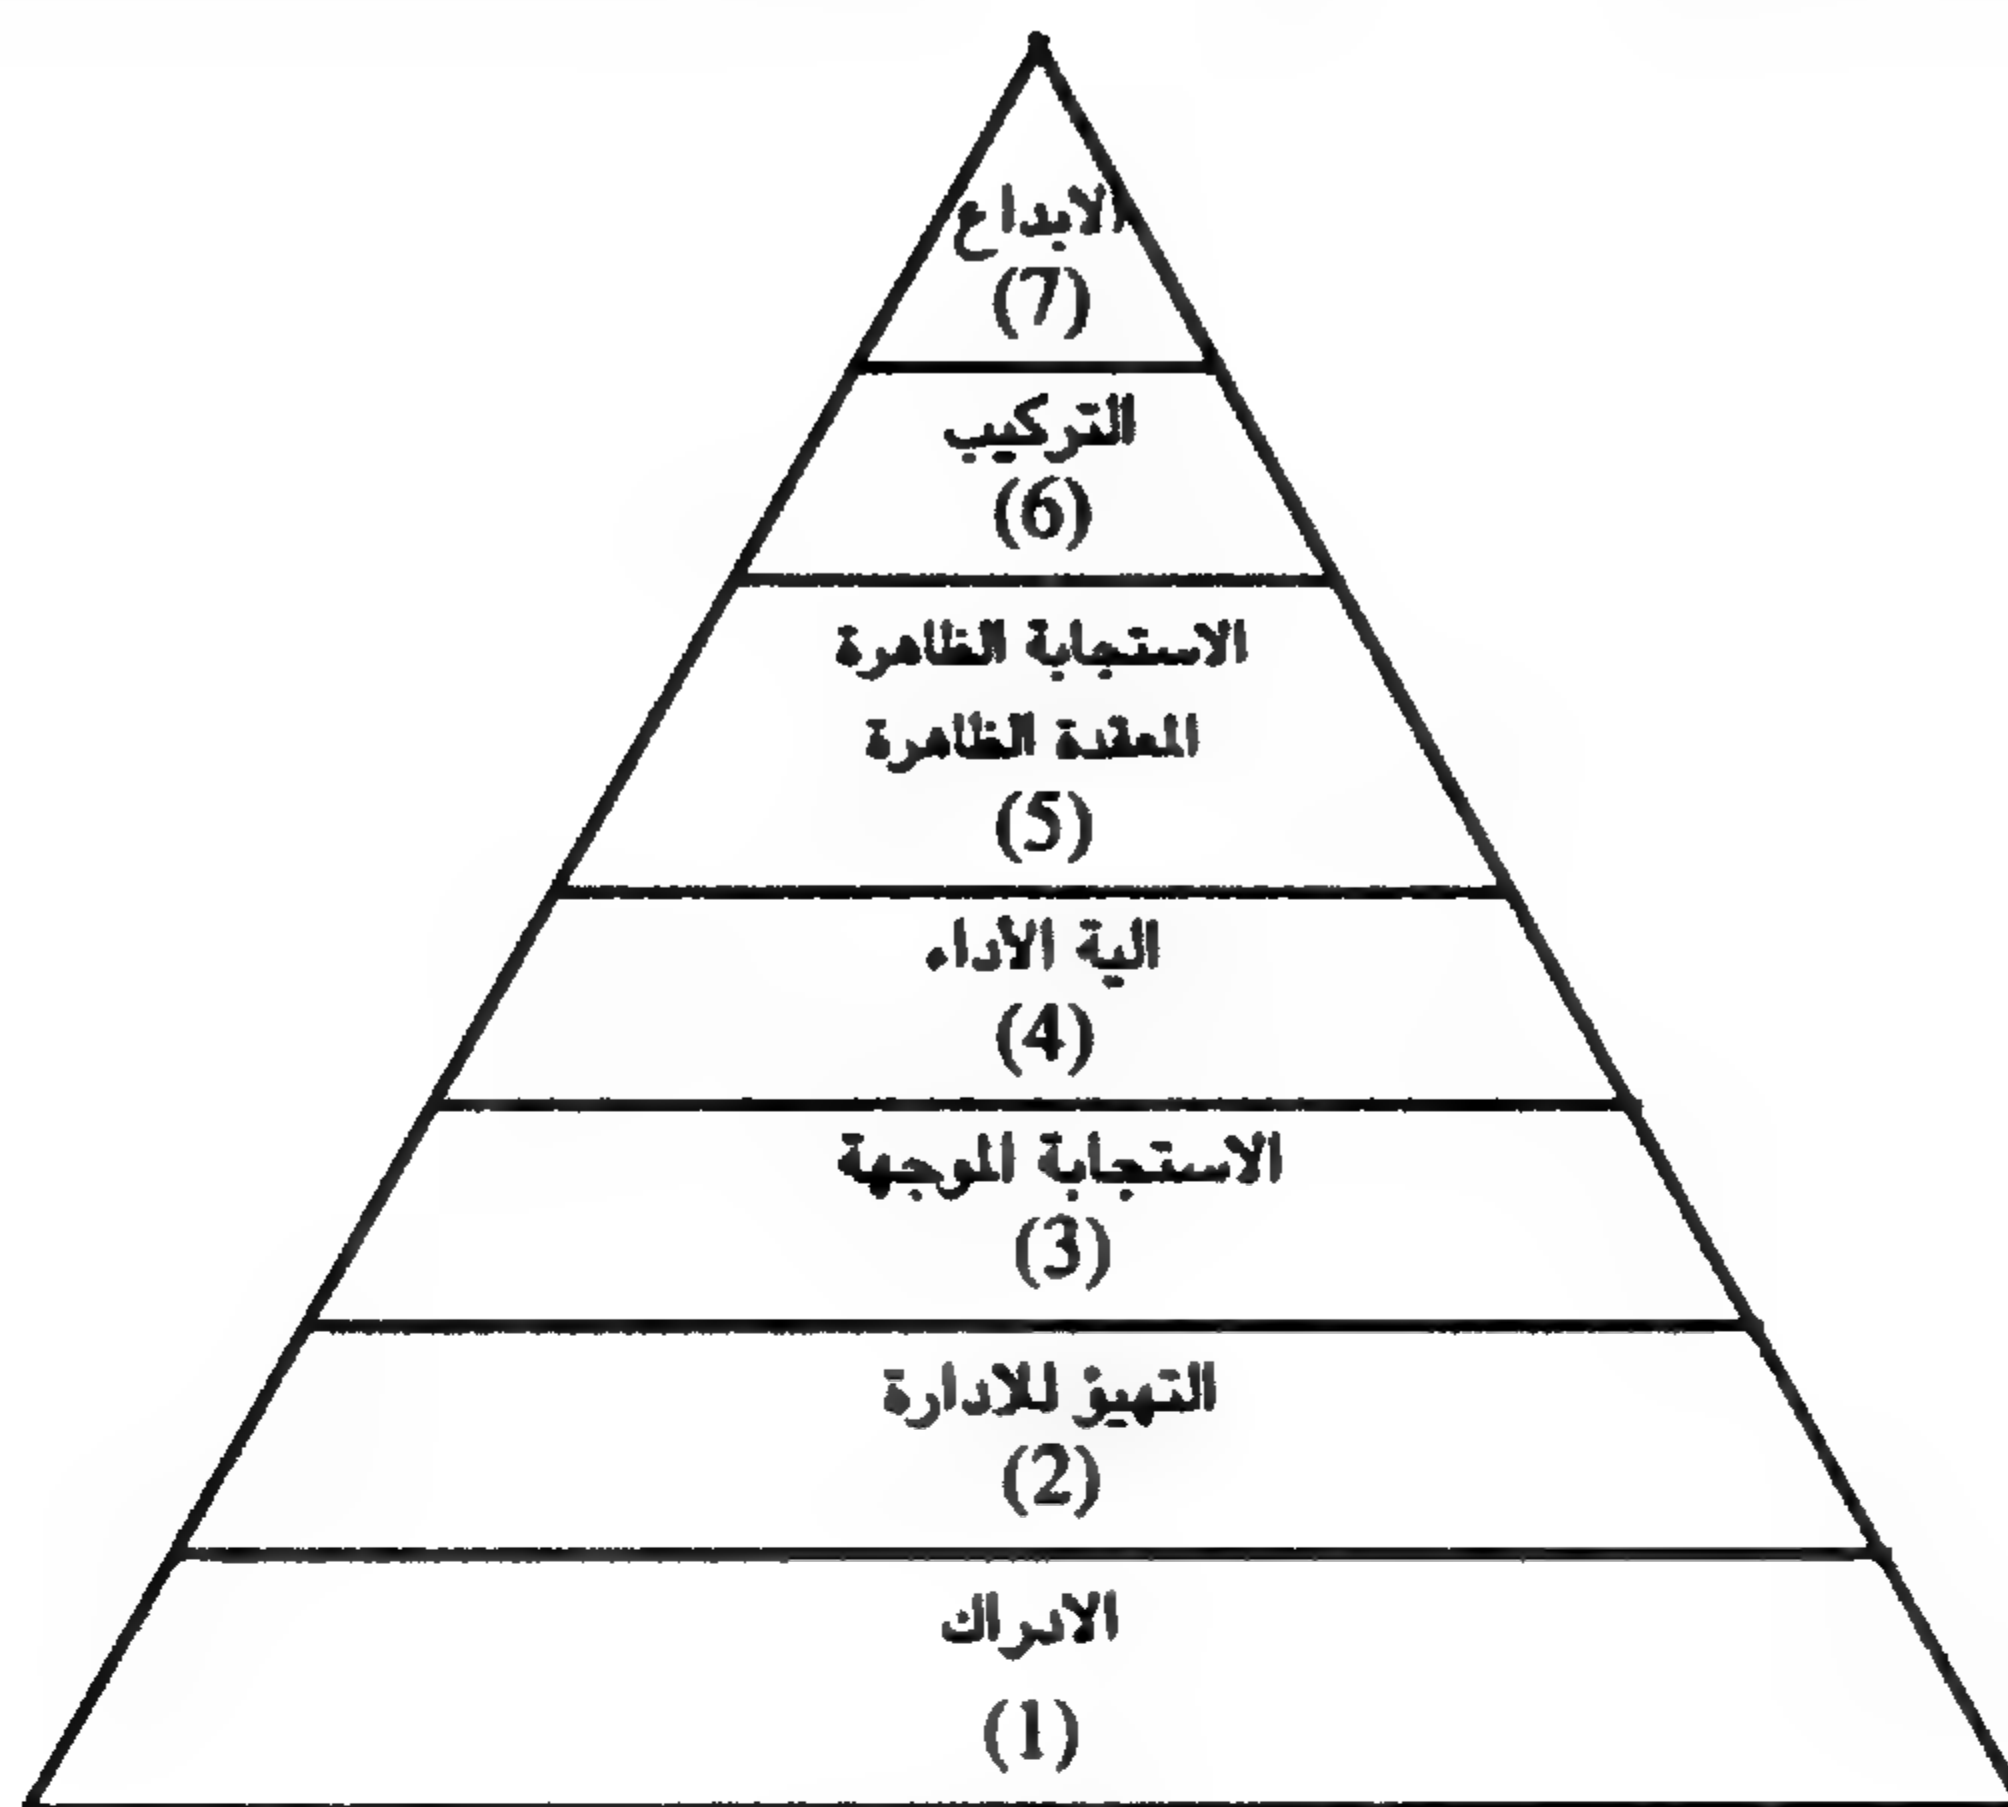 الابداع
(7)
التركيب
(6)
الاستجابة الظاهرة
المعقدة الظاهرة
(5)
الية الاداء
(4)
الاستجابة الموجهة
(3)
التهيؤ للادارة
(2)
الادراك
(1)